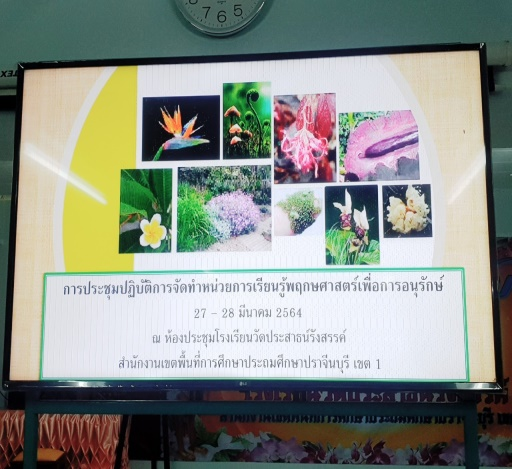 7 6 5
การประชุมปฏิบัติการจัดทำหน่วยการเรียนรู้พฤกษศาสตร์เพื่อการอนุรักษ์
27 - 28 มีนาคม 2564
ณ ห้องประชุมโรงเรียนวัดประสาธน์รังสรรค์
สำนักงานเขตพื้นที่การศึกษาประถมศึกษาปราจีนบุรี เขต 1
LG